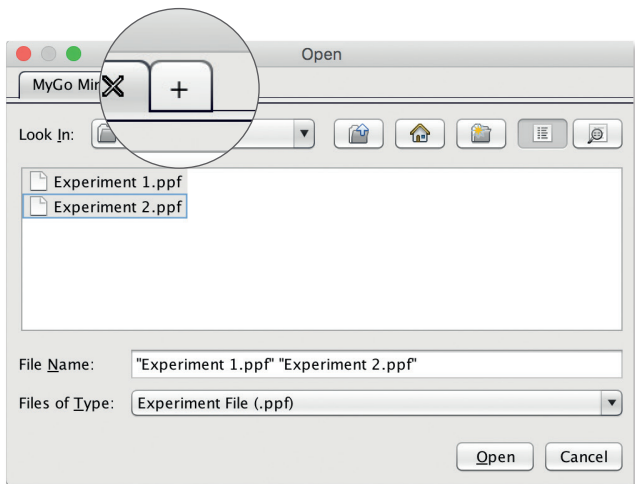 Open
MyGo Min
+
Look In:
Experiment 1.ppf
Experiment 2.ppf
File Name: "Experiment 1.ppf" "Experiment 2.ppf"
Files of Type: Experiment File (.ppf)
Open Cancel